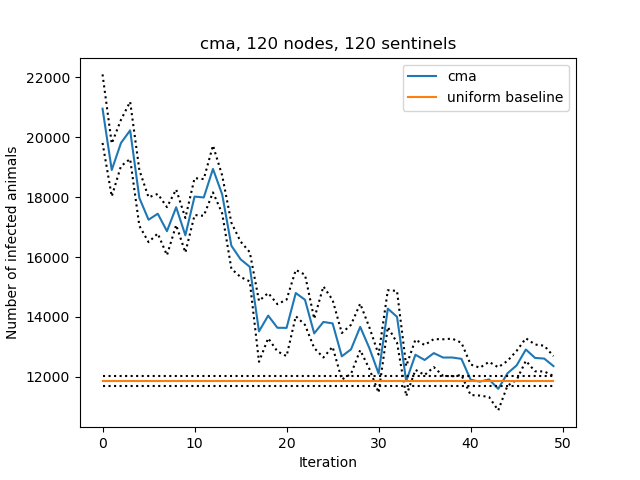 cma, 120 nodes, 120 sentinels
cma
uniform baseline
22000
20000
18000
16000
14000
12000
Number of infected animals
0 10 20 30 40 50
Iteration